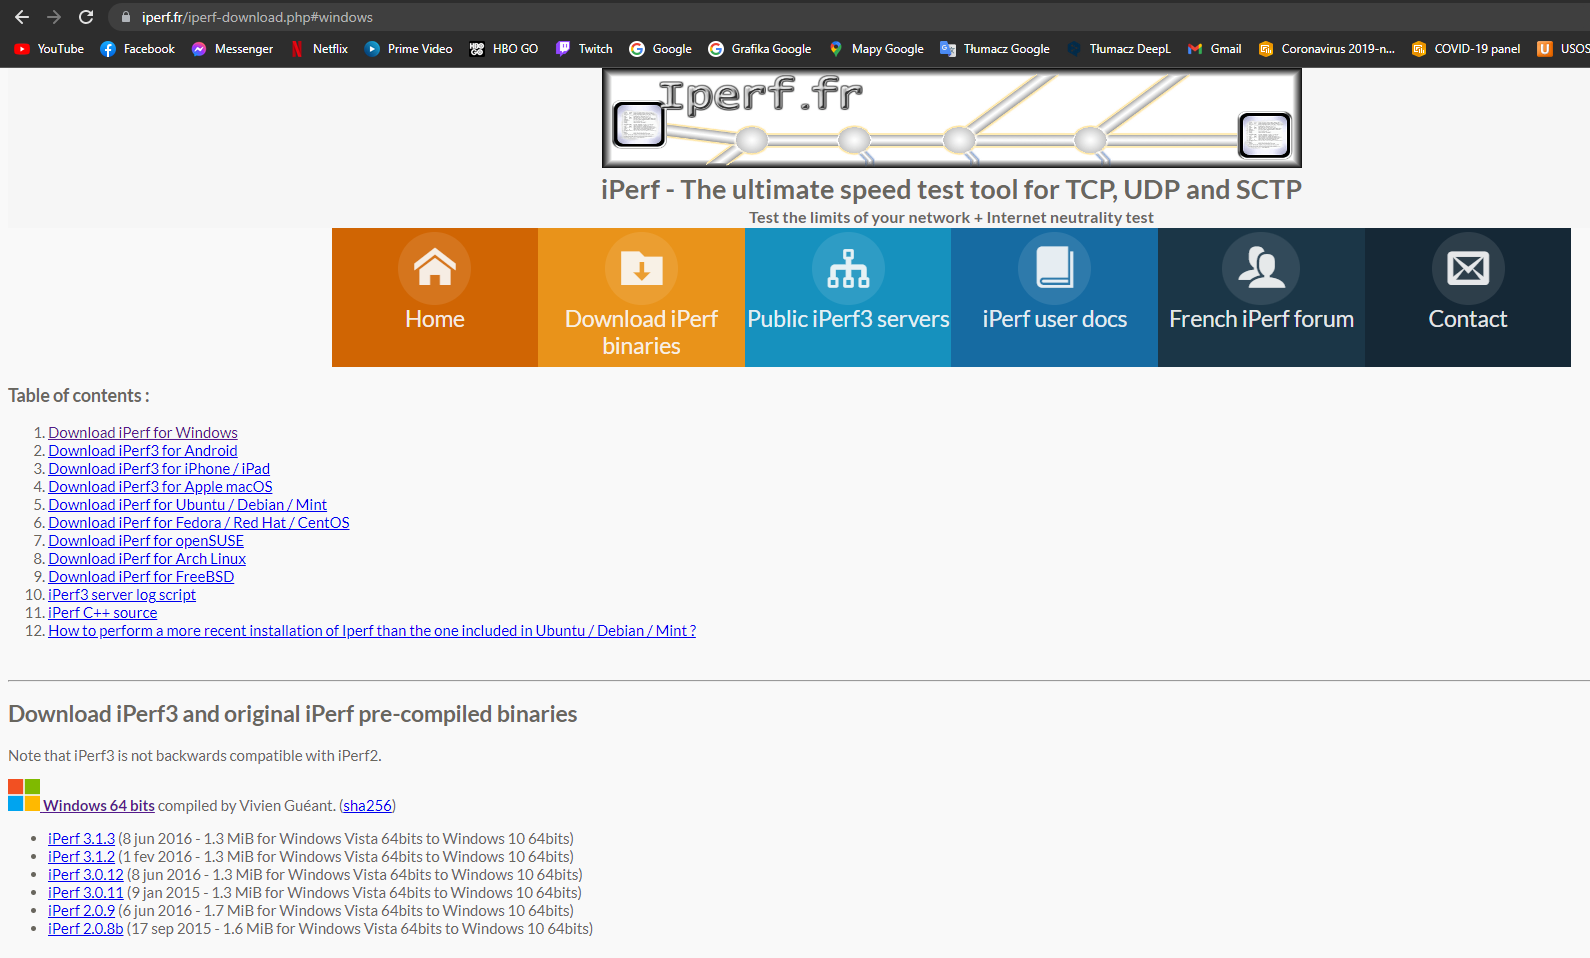 iperf.fr/iperf-download.php#windows
YouTube Facebook Messenger Netflix Prime Video HBO GO Twitch Google Grafika Google Mapy Google Tłumacz Google Tłumacz DeepL Gmail Coronavirus 2019-n... COVID-19 panel USOS
Iperf.fr
iPerf - The ultimate speed test tool for TCP, UDP and SCTP
Test the limits of your network + Internet neutrality test
Home
Download iPerf
binaries
Public iPerf3 servers
iPerf user docs
French iPerf forum
Contact
Table of contents :
1. Download iPerf for Windows
2. Download iPerf3 for Android
3. Download iPerf3 for iPhone / iPad
4. Download iPerf3 for Apple macOS
5. Download iPerf for Ubuntu / Debian / Mint
6. Download iPerf for Fedora / Red Hat / CentOS
7. Download iPerf for openSUSE
8. Download iPerf for Arch Linux
9. Download iPerf for FreeBSD
10. iPerf3 server log script
11. iPerf C++ source
12. How to perform a more recent installation of Iperf than the one included in Ubuntu / Debian / Mint ?
Download iPerf3 and original iPerf pre-compiled binaries
Note that iPerf3 is not backwards compatible with iPerf2.
Windows 64 bits compiled by Vivien Guéant. (sha256)
• iPerf 3.1.3 (8 jun 2016 - 1.3 MiB for Windows Vista 64bits to Windows 10 64bits)
• iPerf 3.1.2 (1 fev 2016 - 1.3 MiB for Windows Vista 64bits to Windows 10 64bits)
• iPerf 3.0.12 (8 jun 2016 - 1.3 MiB for Windows Vista 64bits to Windows 10 64bits)
• iPerf 3.0.11 (9 jan 2015 - 1.3 MiB for Windows Vista 64bits to Windows 10 64bits)
• iPerf 2.0.9 (6 jun 2016 - 1.7 MiB for Windows Vista 64bits to Windows 10 64bits)
• iPerf 2.0.8b (17 sep 2015 - 1.6 MiB for Windows Vista 64bits to Windows 10 64bits)